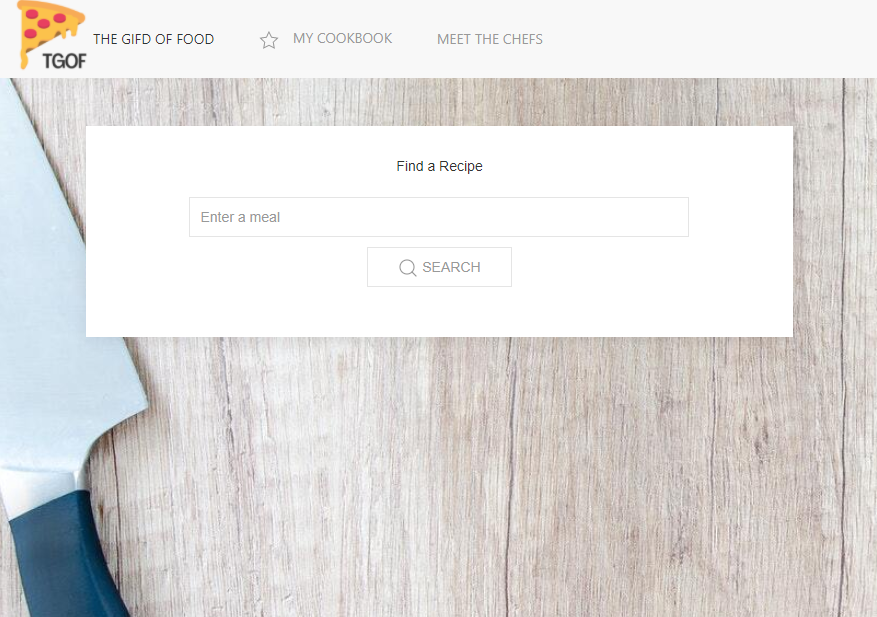 TGOF
THE GIFD OF FOOD
MY COOKBOOK
MEET THE CHEFS
Find a Recipe
Enter a meal
SEARCH